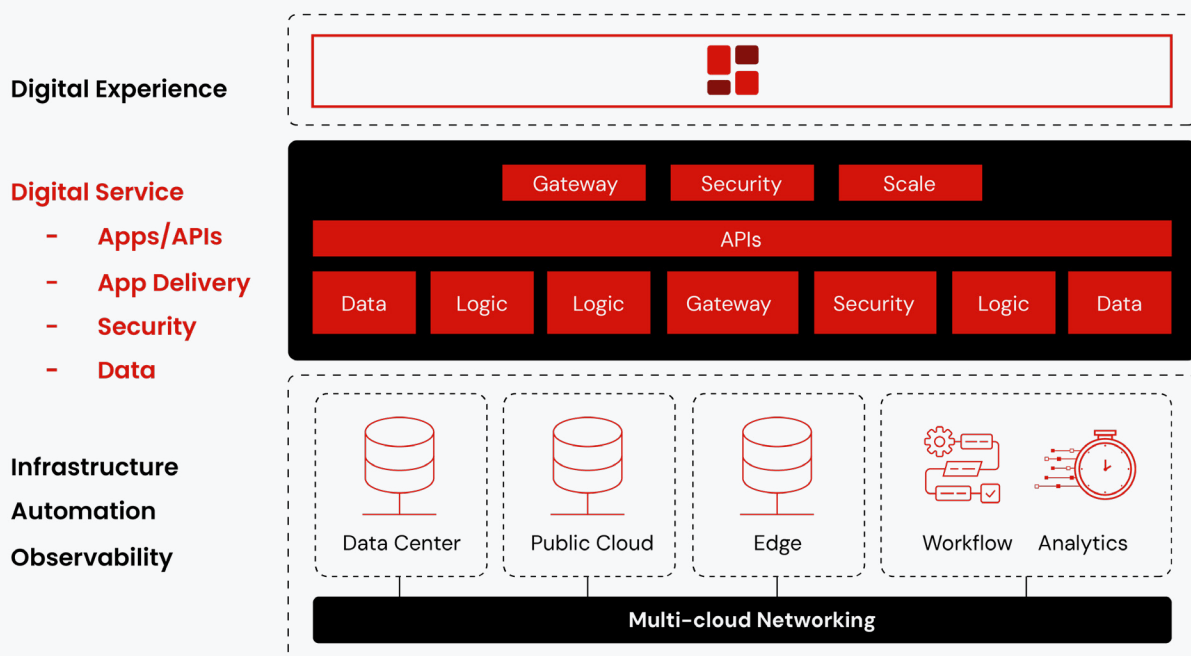 Digital Experience
Digital Service
- Apps/APIs
- App Delivery
- Security
- Data
Gateway Security Scale
APIs
Data Logic Logic Gateway Security Logic Data
Infrastructure
Automation
Observability
Data Center Public Cloud Edge Workflow Analytics
Multi-cloud Networking